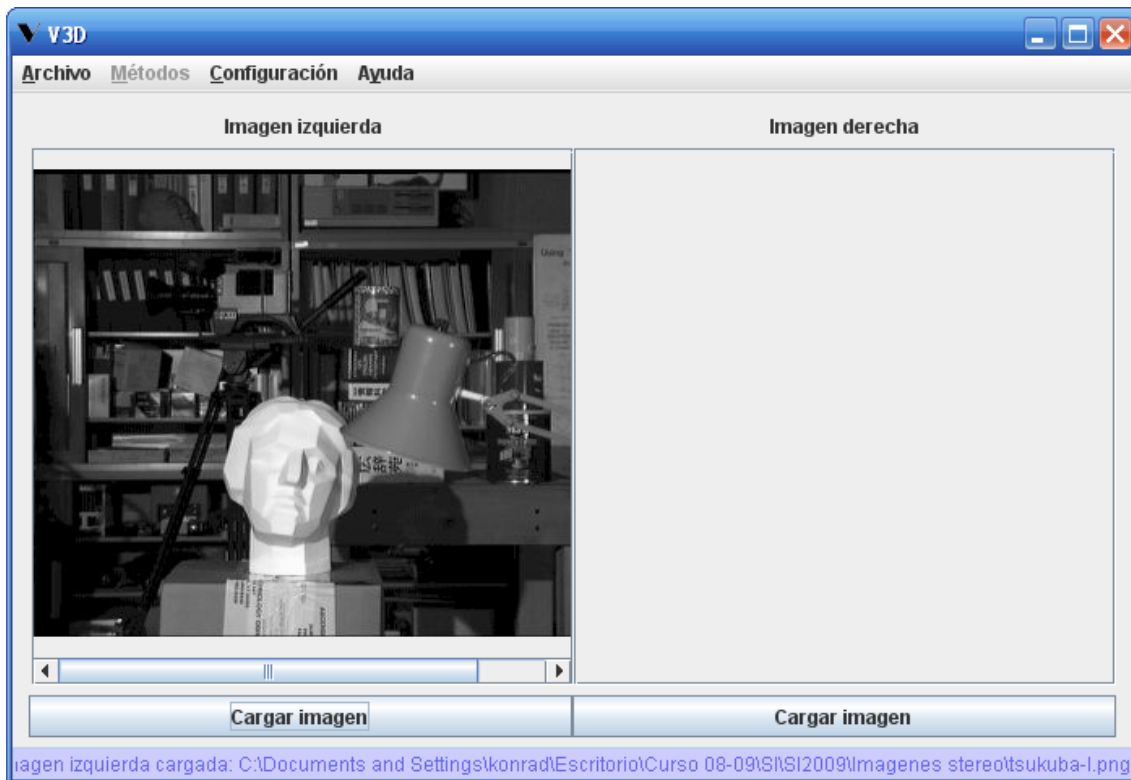 V3D
Archivo Métodos Configuración Ayuda
Imagen izquierda Imagen derecha
Using
Cargar imagen Cargar imagen
agen izquierda cargada: C:\Documents and Settings\konrad\Escritorio\Curso 08-09\SI\SI2009\Imagenes stereo\tsukuba-l.png